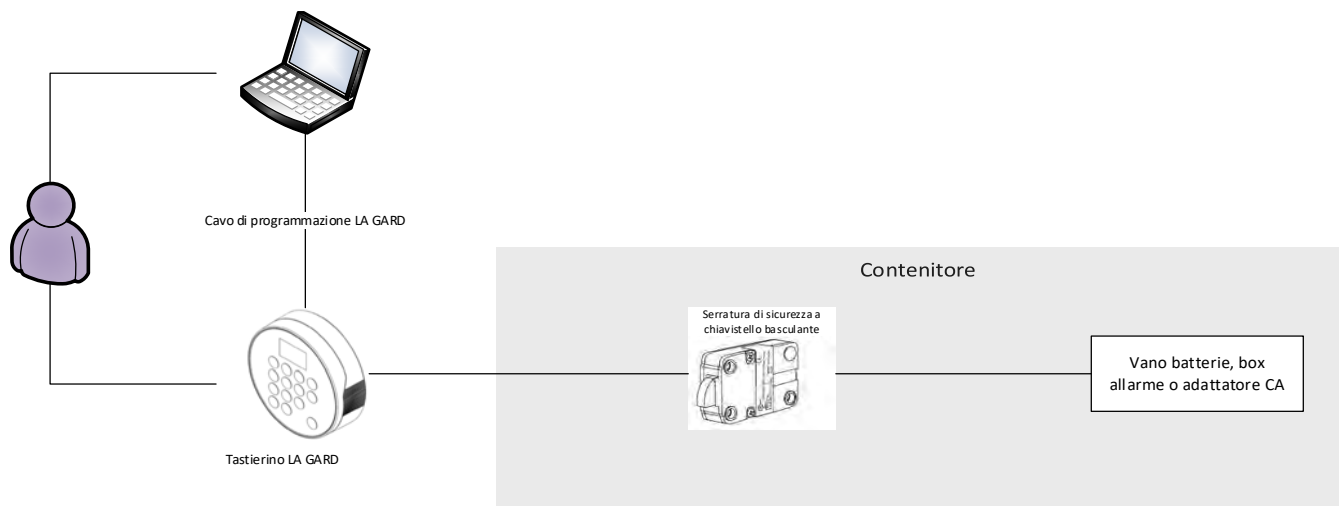 Cavo di programmazione LA GARD
Contenitore
Serratura di sicurezza a
chiavistello basculante
Vano batterie, box
allarme o adattatore CA
Tastierino LA GARD